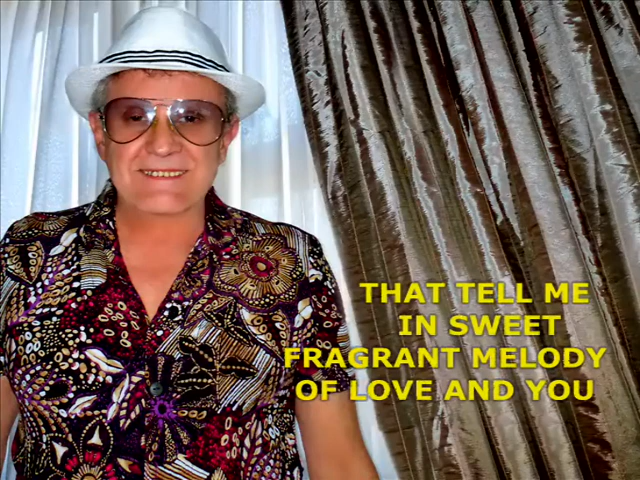 THAT TELL ME
IN SWEET
FRAGRANT MELODY
OF LOVE AND YOU